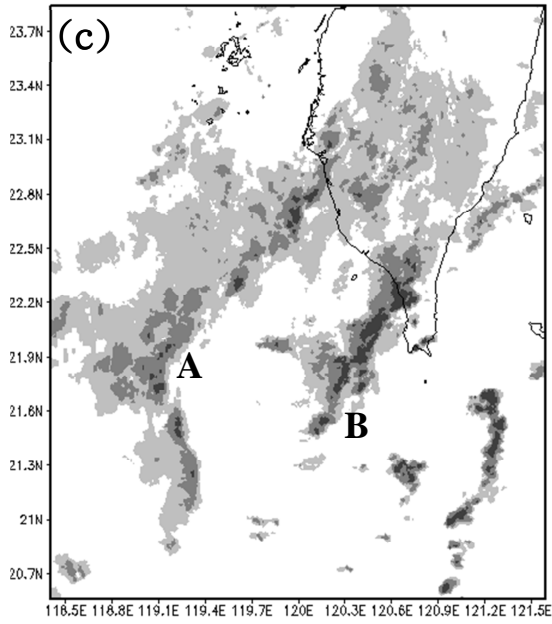 (c)
23.7N
23.4N
23.1N
22.8N
22.5N
22.2N
21.9N
21.6N
21.3N
21N
20.7N
A
B
118.5E 118.8E 119.1E 119.4E 119.7E 120E 120.3E 120.6E 120.9E 121.2E 121.5E